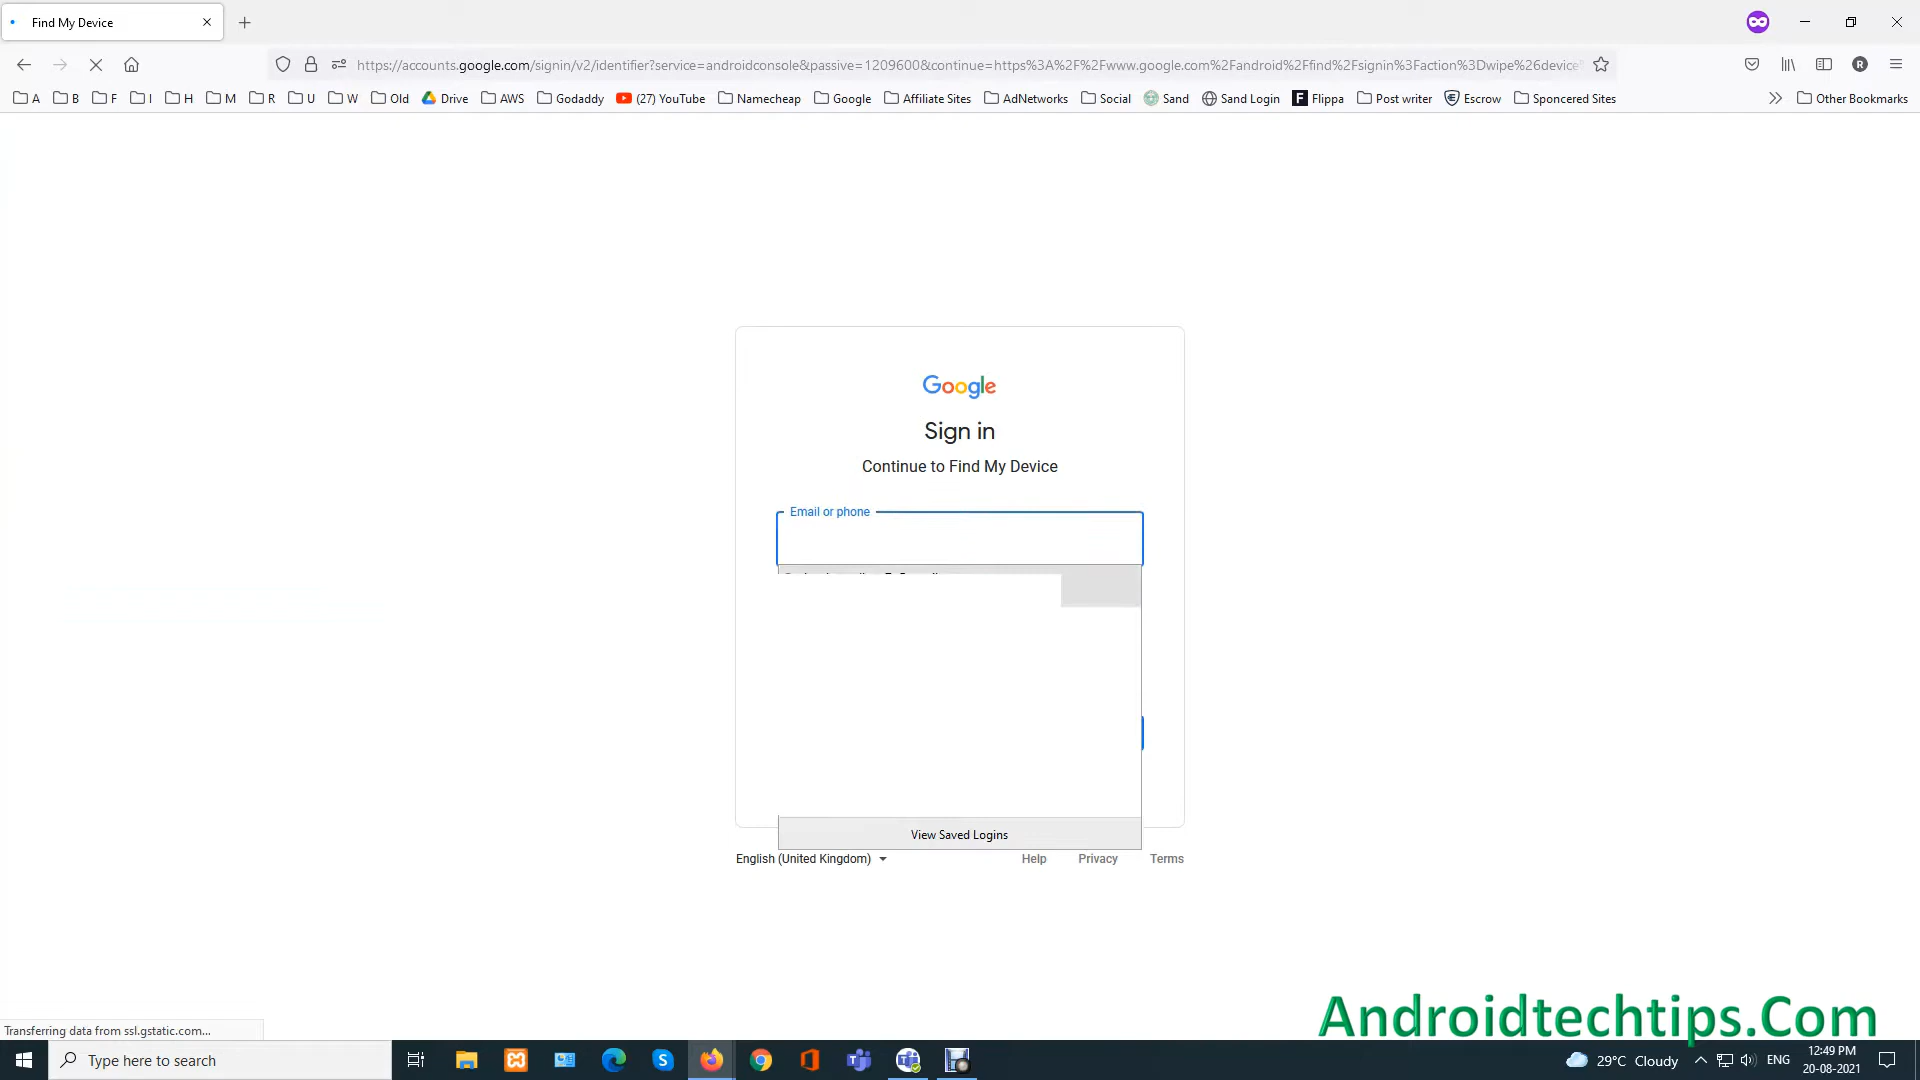 Find My Device
https://accounts.google.com/signin/v2/identifier?service=androidconsole&passive=1209600&continue=https%3A%2F%2Fwww.google.com%2Fandroid%2Ffind%2Fsignin%3Faction%3Dwipe%26device%
R
A B F I H M R U W Old Drive AWS Godaddy (27) YouTube Namecheap Google Affiliate Sites AdNetworks Social Sand Sand Login F Flippa Post writer Escrow Sponcered Sites Other Bookmarks
Google
Sign in
Continue to Find My Device
Email or phone
View Saved Logins
English (United Kingdom) Help Privacy Terms
Androidtechtips.Com
Transferring data from ssl.gstatic.com...
Type here to search
29°C Cloudy ENG
12:49 PM
20-08-2021